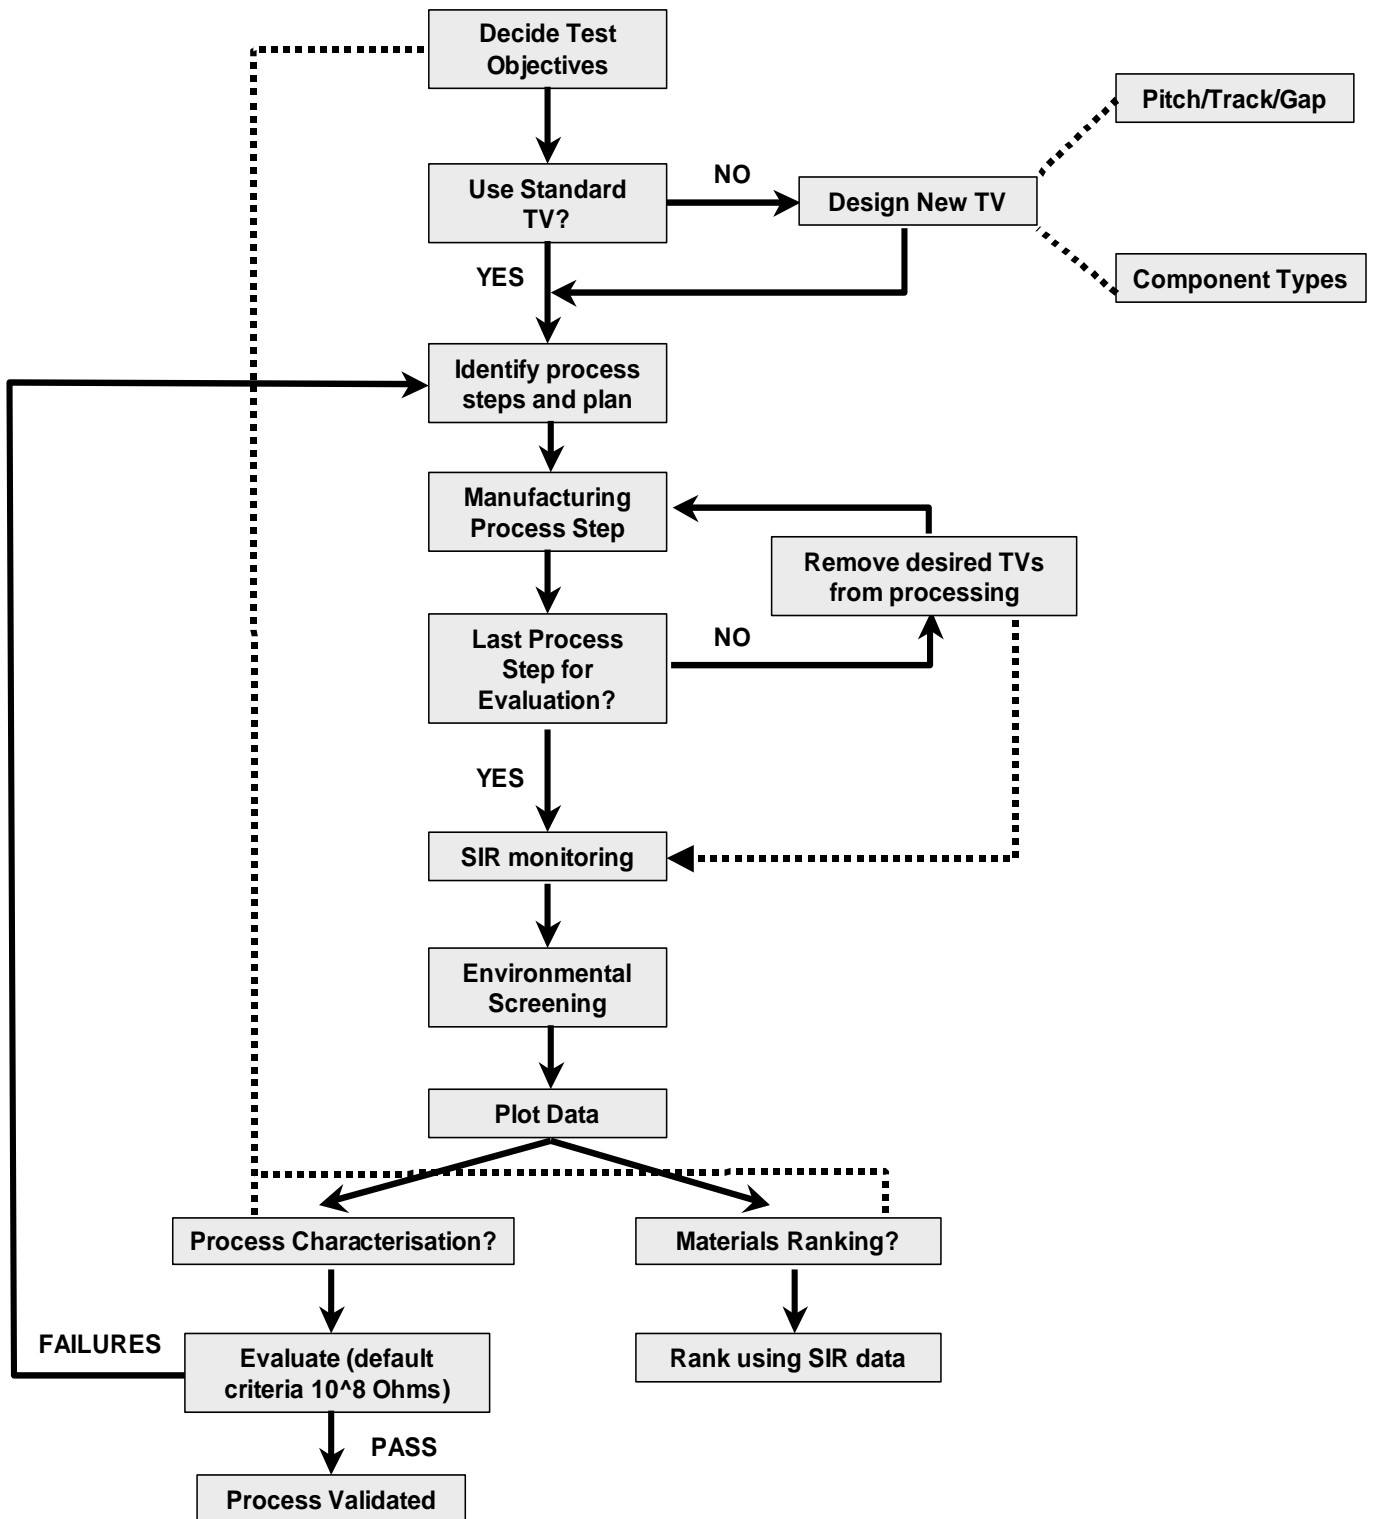 Decide Test
Objectives
Pitch/Track/Gap
NO
Use Standard
TV?
Design New TV
YES
Component Types
Identify process
steps and plan
Manufacturing
Process Step
Remove desired TVs
from processing
Last Process
Step for
Evaluation?
NO
YES
SIR monitoring
Environmental
Screening
Plot Data
Process Characterisation?
Materials Ranking?
FAILURES
Evaluate (default
criteria 10^8 Ohms)
Rank using SIR data
PASS
Process Validated